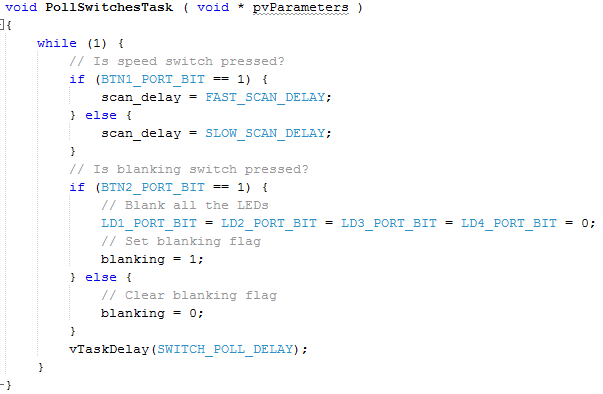 void PollSwitchesTask ( void * pvParameters )
{
    while (1) {
        // Is speed switch pressed?
        if (BTN1_PORT_BIT == 1) {
            scan_delay = FAST_SCAN_DELAY;
        } else {
            scan_delay = SLOW_SCAN_DELAY;
        }
        // Is blanking switch pressed?
        if (BTN2_PORT_BIT == 1) {
            // Blank all the LEDs
            LD1_PORT_BIT = LD2_PORT_BIT = LD3_PORT_BIT = LD4_PORT_BIT = 0;
            // Set blanking flag
            blanking = 1;
        } else {
            // Clear blanking flag
            blanking = 0;
        }
        vTaskDelay(SWITCH_POLL_DELAY);
    }
}